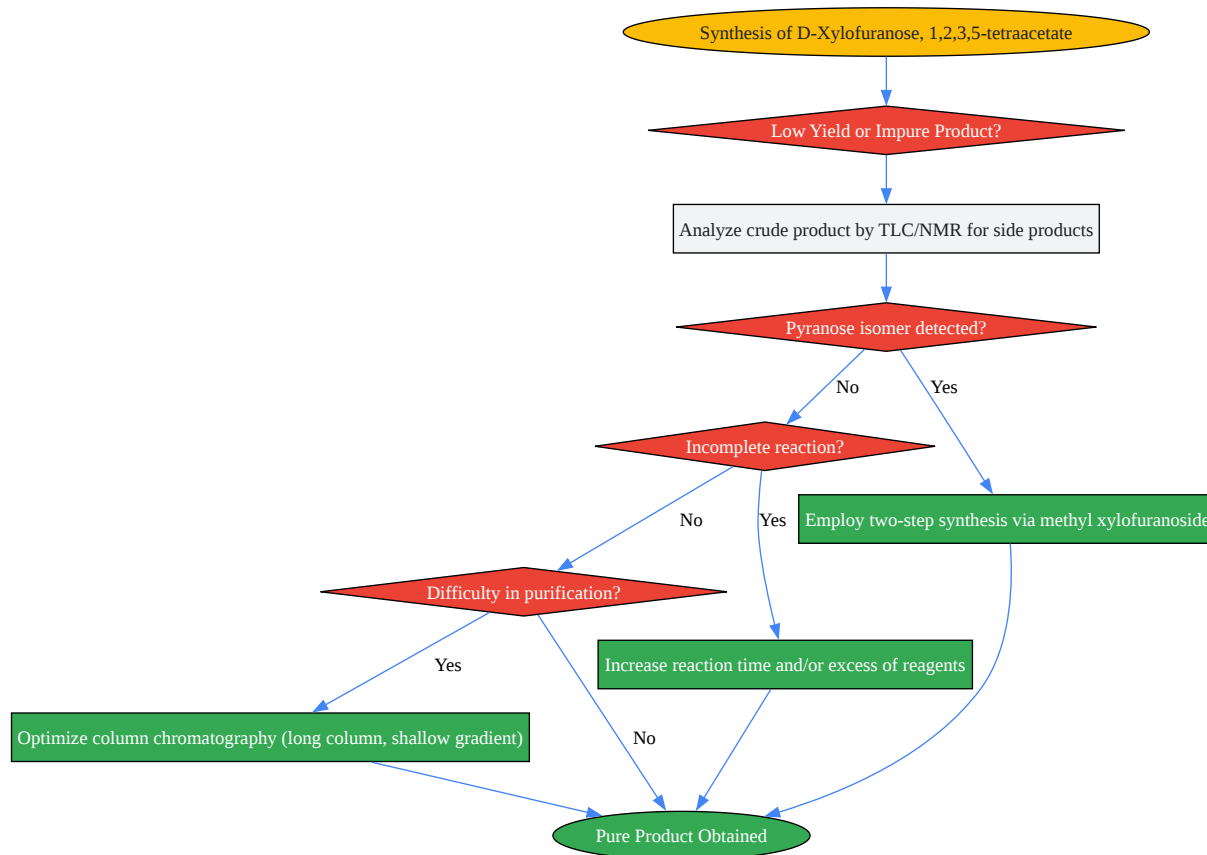 Synthesis of D-Xylofuranose, 1,2,3,5-tetraacetate
Low Yield or Impure Product?
Analyze crude product by TLC/NMR for side products
Pyranose isomer detected?
No
Yes
Incomplete reaction?
Employ two-step synthesis via methyl xylofuranoside
No
Yes
Difficulty in purification?
Increase reaction time and/or excess of reagents
Yes
Optimize column chromatography (long column, shallow gradient)
No
Pure Product Obtained